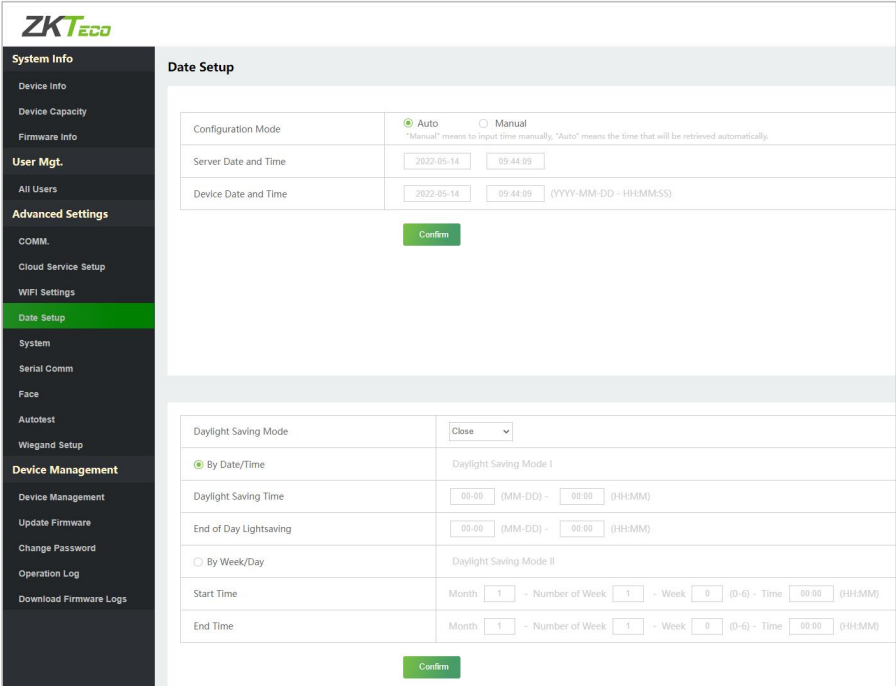 ZKTeco
System Info
Device Info
Device Capacity
Firmware Info
User Mgt.
All Users
Advanced Settings
COMM.
Cloud Service Setup
WIFI Settings
Date Setup
System
Serial Comm
Face
Autotest
Wiegand Setup
Device Management
Device Management
Update Firmware
Change Password
Operation Log
Download Firmware Logs
Date Setup
Configuration Mode Auto Manual
"Manual" means to input time manually, "Auto" means the time that will be retrieved automatically.
Server Date and Time 2022-05-14 09:44:09
Device Date and Time 2022-05-14 09:44:09 (YYYY-MM-DD - HH:MM:SS)
Confirm
Daylight Saving Mode Close
By Date/Time Daylight Saving Mode I
Daylight Saving Time 00-00 (MM-DD) - 00:00 (HH:MM)
End of Day Lightsaving 00-00 (MM-DD) - 00:00 (HH:MM)
By Week/Day Daylight Saving Mode II
Start Time Month 1 - Number of Week 1 - Week 0 (0-6) - Time 00:00 (HH:MM)
End Time Month 1 - Number of Week 1 - Week 0 (0-6) - Time 00:00 (HH:MM)
Confirm